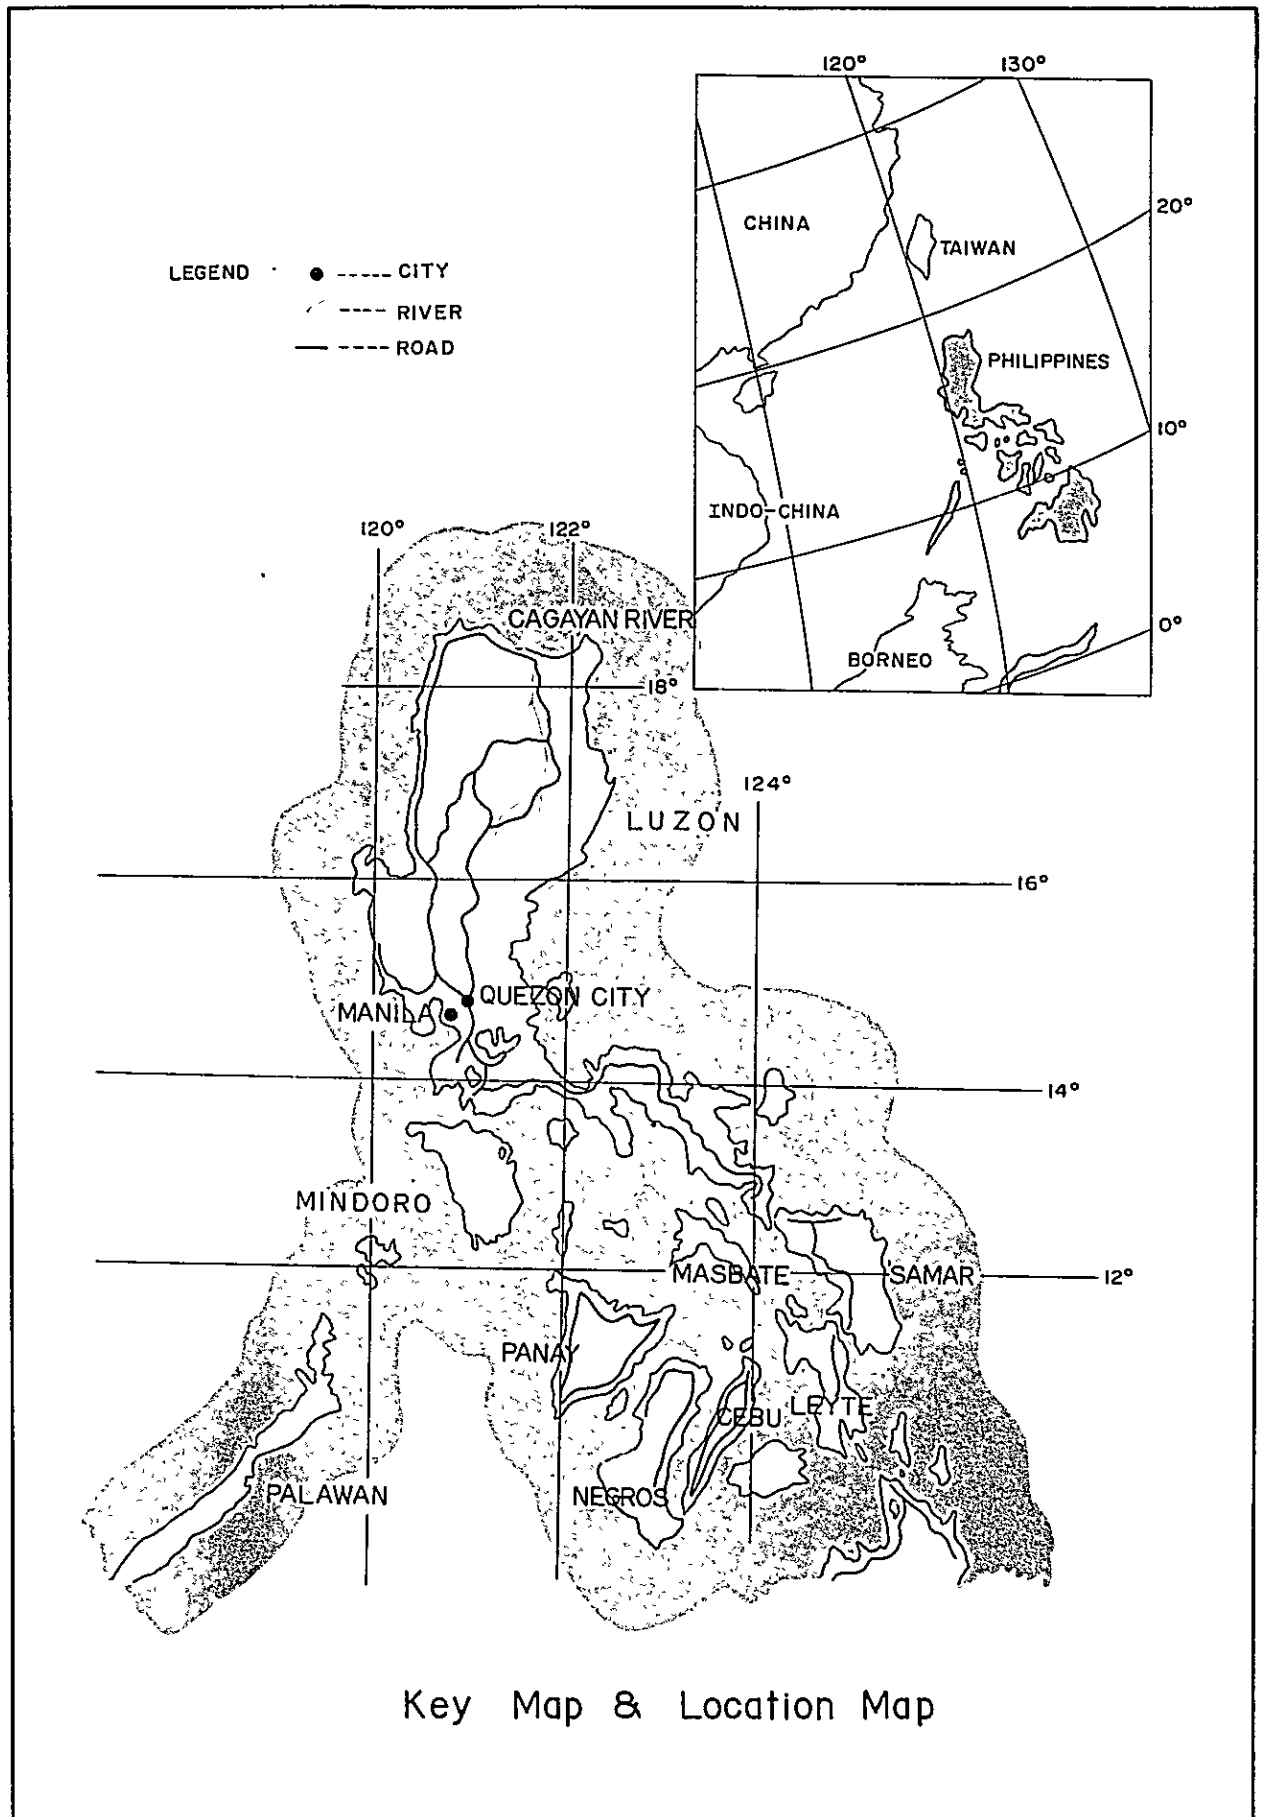 120° 130°
20°
CHINA
TAIWAN
LEGEND ----- CITY
---- RIVER
---- ROAD
PHILIPPINES
10°
INDO-CHINA
120° 122°
CAGAYAN RIVER
0°
BORNEO
18°
124°
LUZON
16°
QUEZON CITY
MANILA
14°
MINDORO
MASBATE
SAMAR
12°
PANAY
CEBU
LEYTE
PALAWAN
NEGROS
Key Map & Location Map